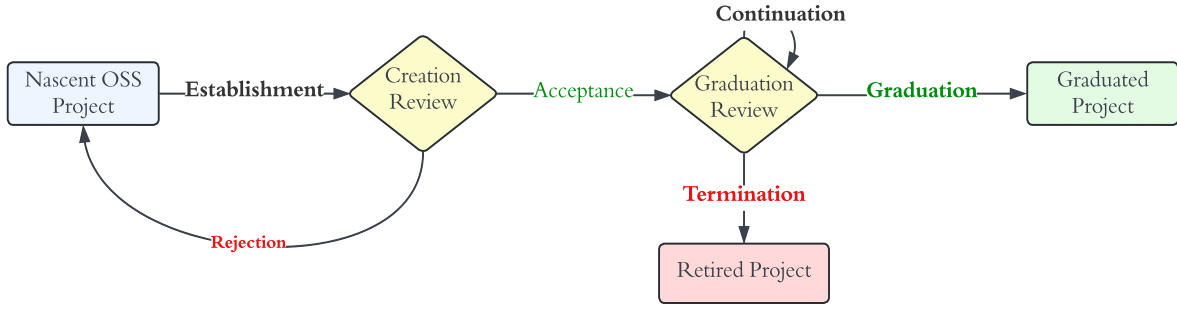 Continuation
Nascent OSS
Project
Establishment
Creation
Review
Acceptance
Graduation
Review
Graduation
Graduated
Project
Termination
Rejection
Retired Project